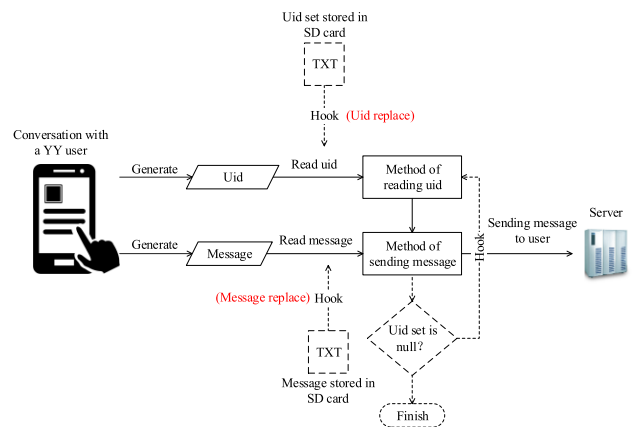 Uid set stored in
SD card
TXT
Hook (Uid replace)
Conversation with
a YY user
Generate
Uid
Read uid
Method of
reading uid
Hook
Sending message
to user
Server
Generate
Message
Read message
Method of
sending message
(Message replace) Hook
TXT
Message stored in
SD card
Uid set is
null?
Finish